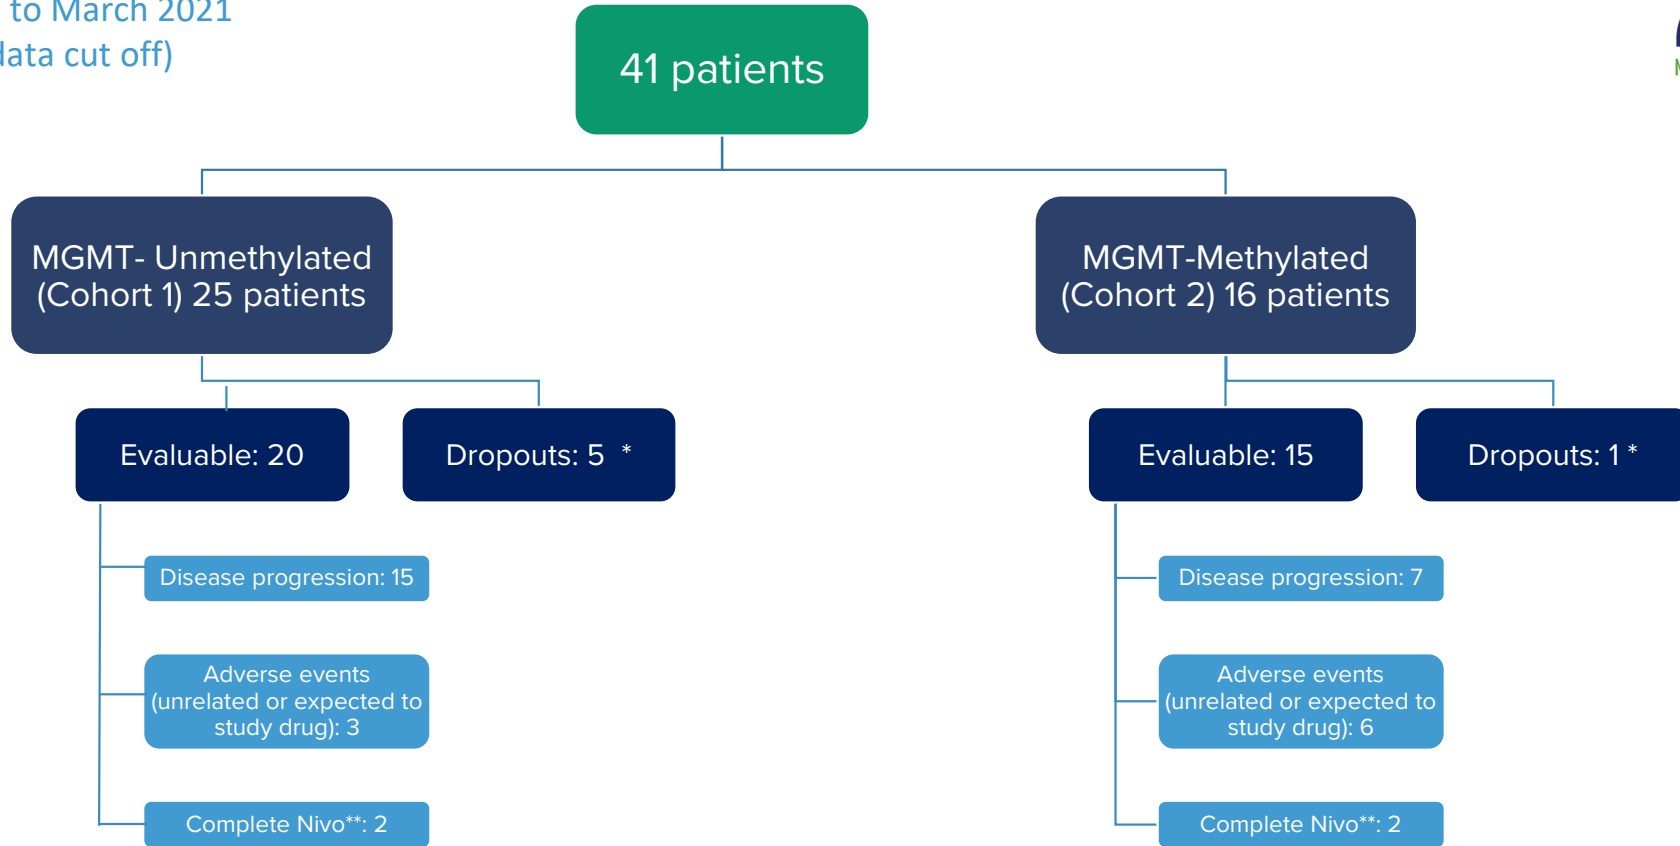 to March 2021
data cut off)
41 patients
MGMT- Unmethylated
(Cohort 1) 25 patients
MGMT-Methylated
(Cohort 2) 16 patients
Evaluable: 20
Dropouts: 5 *
Evaluable: 15
Dropouts: 1 *
Disease progression: 15
Disease progression: 7
Adverse events
(unrelated or expected to
study drug): 3
Adverse events
(unrelated or expected to
study drug): 6
Complete Nivo**: 2
Complete Nivo**: 2